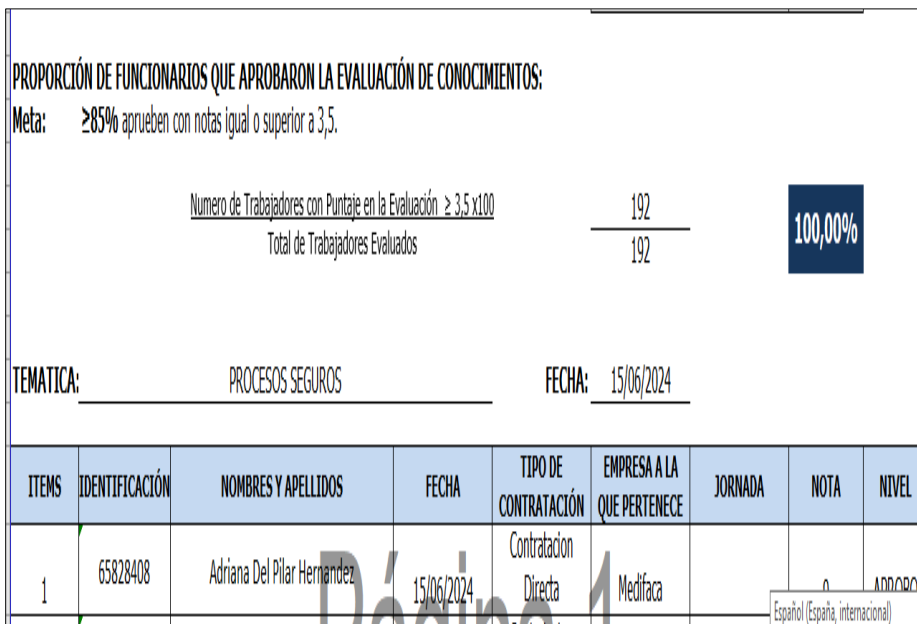 PROPORCIÓN DE FUNCIONARIOS QUE APROBARON LA EVALUACIÓN DE CONOCIMIENTOS:
Meta: ≥85% aprueben con notas igual o superior a 3,5.
Numero de Trabajadores con Puntaje en la Evaluación ≥ 3,5 x100
Total de Trabajadores Evaluados
192
192
100,00%
TEMATICA: PROCESOS SEGUROS FECHA: 15/06/2024
ITEMS IDENTIFICACIÓN NOMBRES Y APELLIDOS FECHA TIPO DE CONTRATACIÓN EMPRESA A LA QUE PERTENECE JORNADA NOTA NIVEL
1 65828408 Adriana Del Pilar Hernandez 15/06/2024 Contratacion Directa Medifaca APROBO
Página 1
Español (España, internacional)